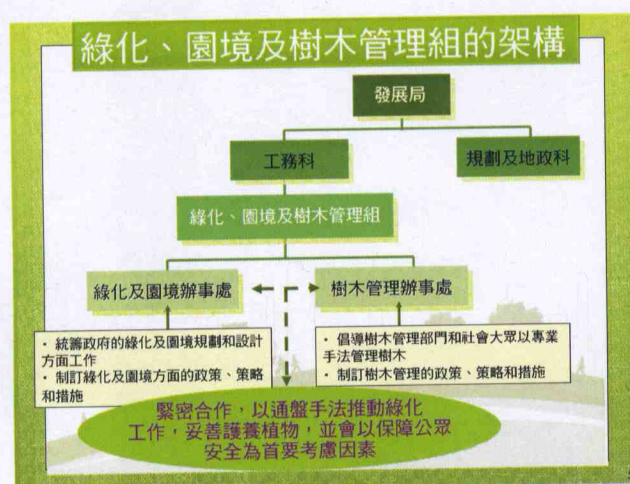 綠化、園境及樹木管理組的架構
發展局
工務科
規劃及地政科
綠化、園境及樹木管理組
綠化及園境辦事處
樹木管理辦事處
· 統籌政府的綠化及園境規劃和設計
方面工作
· 制訂綠化及園境方面的政策、策略
和措施
· 倡導樹木管理部門和社會大眾以專業
手法管理樹木
· 制訂樹木管理的政策、策略和措施
緊密合作，以通盤手法推動綠化
工作，妥善護養植物，並會以保障公眾
安全為首要考慮因素